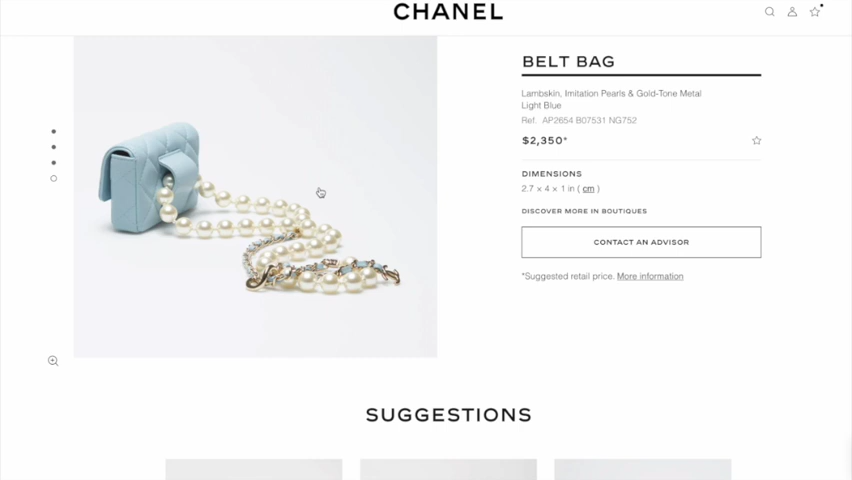 CHANEL
BELT BAG
Lambskin, Imitation Pearls & Gold-Tone Metal
Light Blue
Ref. AP2654 B07531 NG752
$2,350*
DIMENSIONS
2.7 × 4 × 1 in ( cm )
DISCOVER MORE IN BOUTIQUES
CONTACT AN ADVISOR
*Suggested retail price. More information
SUGGESTIONS